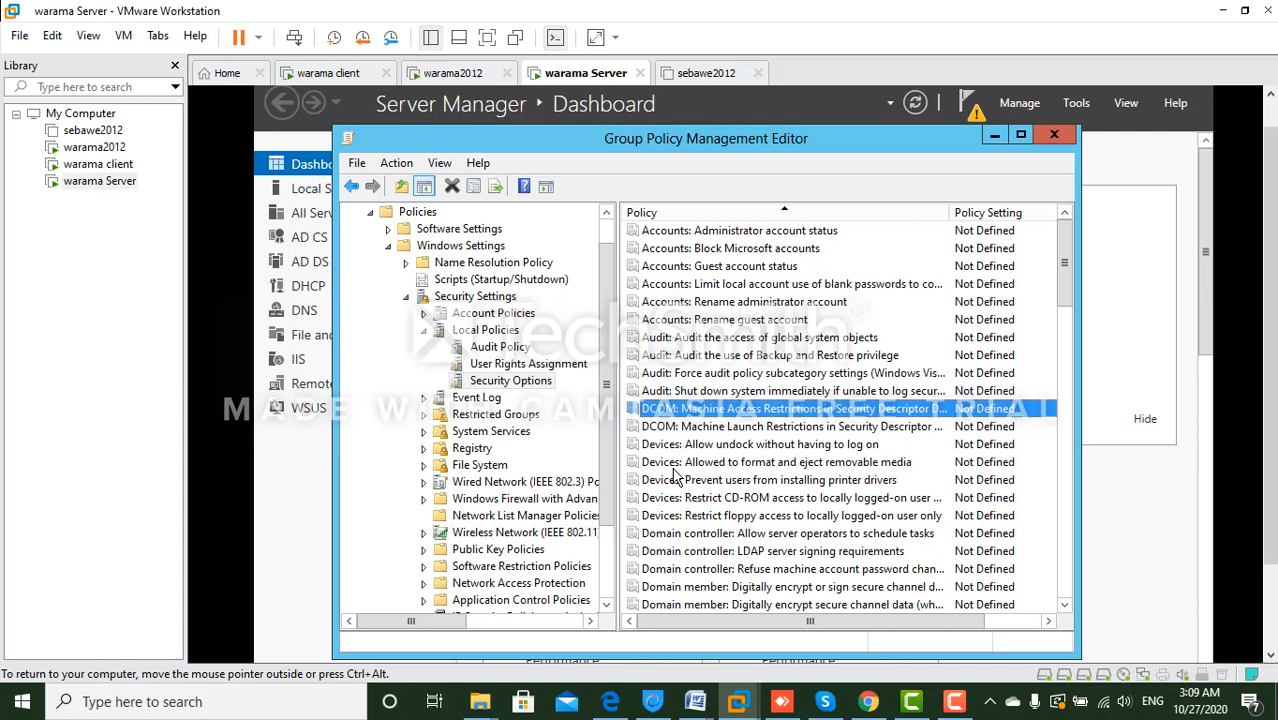 warama Server - VMware Workstation
File Edit View VM Tabs Help
Library
Type here to search
My Computer
sebawe2012
warama2012
warama client
warama Server
Home
warama client
warama2012
warama Server
sebawe2012
Server Manager ‣ Dashboard
Manage Tools View Help
Dashbo
Local S
All Serv
AD CS
AD DS
DHCP
DNS
File and
IIS
Remote
WSUS
Hide
Group Policy Management Editor
File Action View Help
Policies
Software Settings
Windows Settings
Name Resolution Policy
Scripts (Startup/Shutdown)
Security Settings
Account Policies
Local Policies
Audit Policy
User Rights Assignment
Security Options
Event Log
Restricted Groups
System Services
Registry
File System
Wired Network (IEEE 802.3) Po
Windows Firewall with Advan
Network List Manager Policies
Wireless Network (IEEE 802.11)
Public Key Policies
Software Restriction Policies
Network Access Protection
Application Control Policies
Policy Policy Setting
Accounts: Administrator account status Not Defined
Accounts: Block Microsoft accounts Not Defined
Accounts: Guest account status Not Defined
Accounts: Limit local account use of blank passwords to co... Not Defined
Accounts: Rename administrator account Not Defined
Accounts: Rename guest account Not Defined
Audit: Audit the access of global system objects Not Defined
Audit: Audit the use of Backup and Restore privilege Not Defined
Audit: Force audit policy subcategory settings (Windows Vis... Not Defined
Audit: Shut down system immediately if unable to log secur... Not Defined
DCOM: Machine Access Restrictions in Security Descriptor D... Not Defined
DCOM: Machine Launch Restrictions in Security Descriptor ... Not Defined
Devices: Allow undock without having to log on Not Defined
Devices: Allowed to format and eject removable media Not Defined
Devices: Prevent users from installing printer drivers Not Defined
Devices: Restrict CD-ROM access to locally logged-on user ... Not Defined
Devices: Restrict floppy access to locally logged-on user only Not Defined
Domain controller: Allow server operators to schedule tasks Not Defined
Domain controller: LDAP server signing requirements Not Defined
Domain controller: Refuse machine account password chan... Not Defined
Domain member: Digitally encrypt or sign secure channel d... Not Defined
Domain member: Digitally encrypt secure channel data (wh... Not Defined
TechSmith®
MADE WITH CAMTASIA FREE TRIAL
To return to your computer, move the mouse pointer outside or press Ctrl+Alt.
Type here to search
ENG
3:09 AM
10/27/2020
7